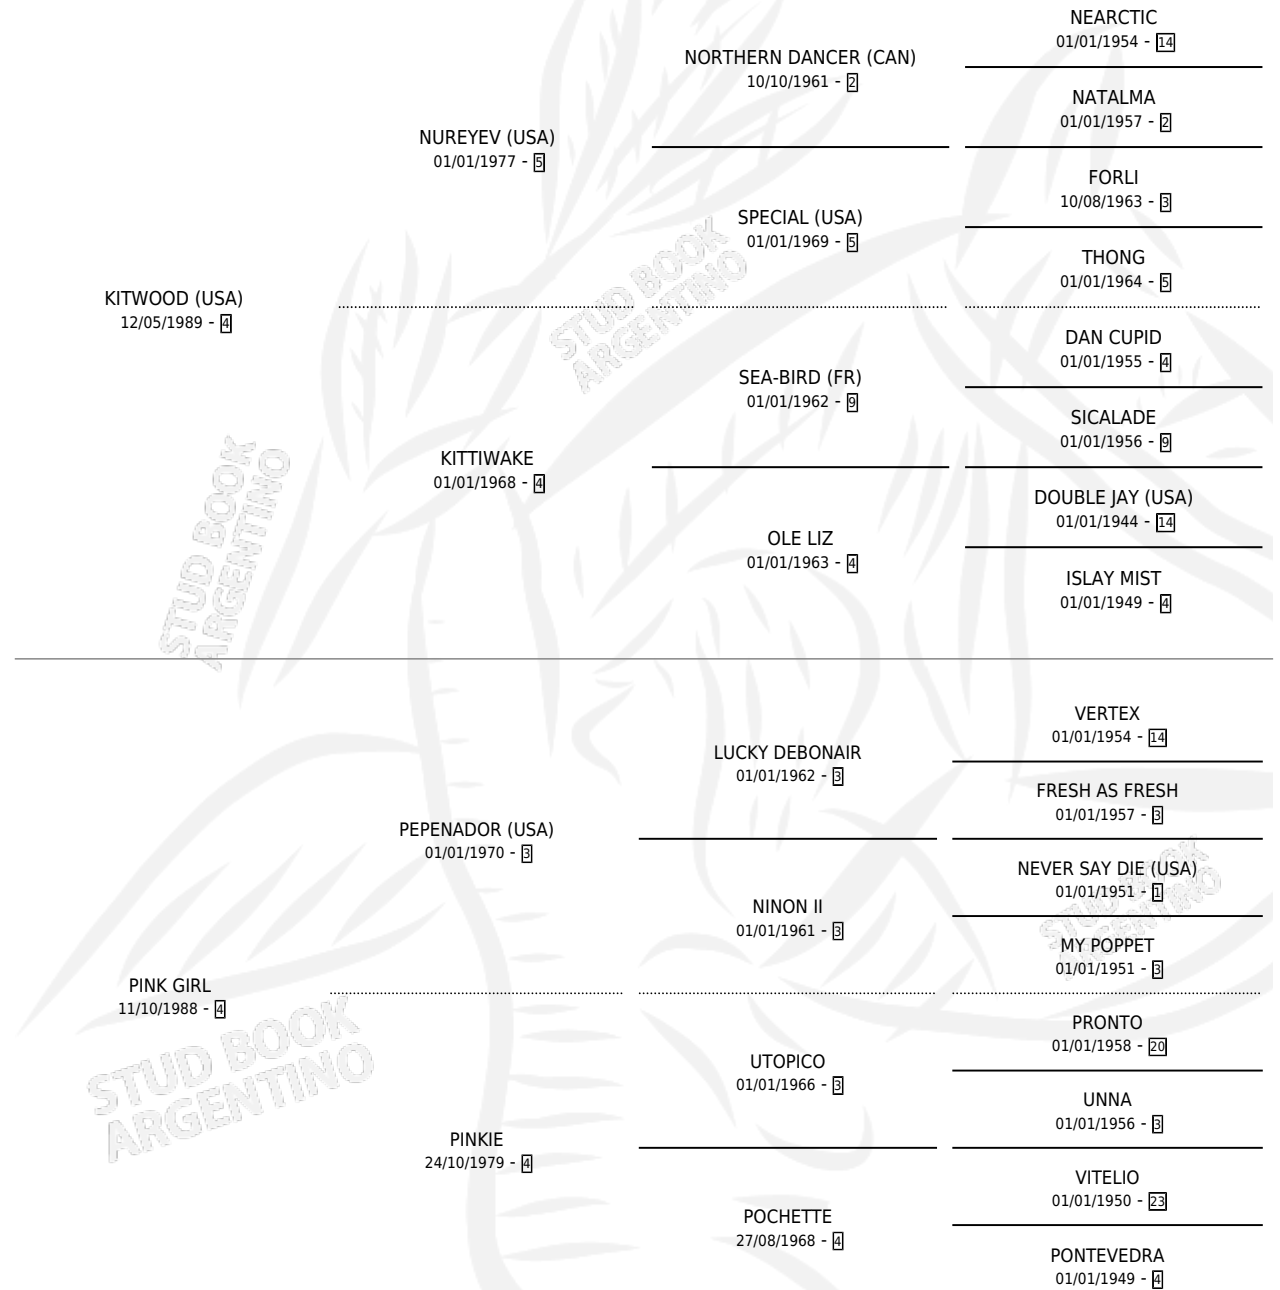 NEARCTIC
01/01/1954 - 14
NORTHERN DANCER (CAN)
10/10/1961 - 2
NATALMA
01/01/1957 - 2
NUREYEV (USA)
01/01/1977 - 5
FORLI
10/08/1963 - 3
SPECIAL (USA)
01/01/1969 - 5
THONG
01/01/1964 - 5
KITWOOD (USA)
12/05/1989 - 4
DAN CUPID
01/01/1955 - 4
SEA-BIRD (FR)
01/01/1962 - 9
SICALADE
01/01/1956 - 9
KITTIWAKE
01/01/1968 - 4
DOUBLE JAY (USA)
01/01/1944 - 14
OLE LIZ
01/01/1963 - 4
ISLAY MIST
01/01/1949 - 4
VERTEX
01/01/1954 - 14
LUCKY DEBONAIR
01/01/1962 - 3
FRESH AS FRESH
01/01/1957 - 3
PEPENADOR (USA)
01/01/1970 - 3
NEVER SAY DIE (USA)
01/01/1951 - 1
NINON II
01/01/1961 - 3
MY POPPET
01/01/1951 - 3
PINK GIRL
11/10/1988 - 4
PRONTO
01/01/1958 - 20
UTOPICO
01/01/1966 - 3
UNNA
01/01/1956 - 3
PINKIE
24/10/1979 - 4
VITELIO
01/01/1950 - 23
POCHETTE
27/08/1968 - 4
PONTEVEDRA
01/01/1949 - 4
STUD BOOK
ARGENTINO
STUD BOOK
ARGENTINO
STUD BOOK
ARGENTINO
STUD BOOK
ARGENTINO